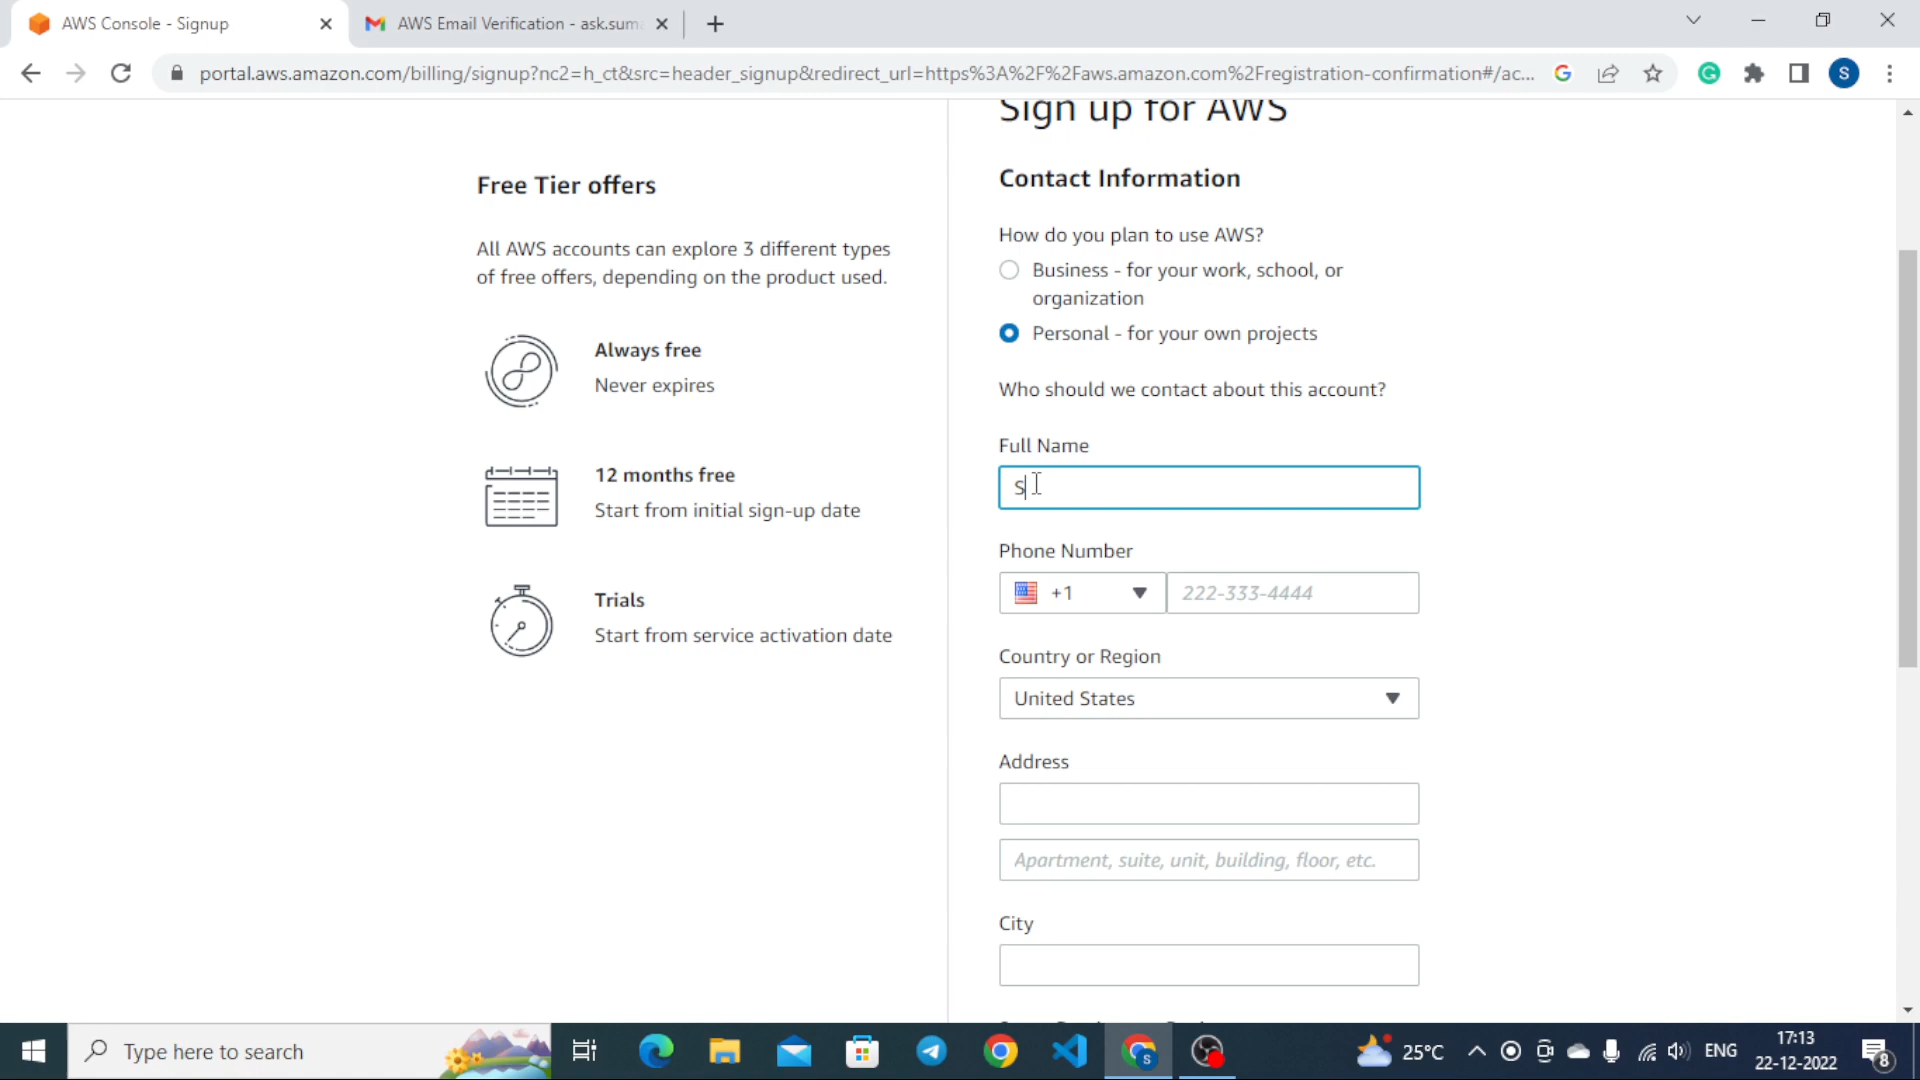 AWS Console - Signup
AWS Email Verification - ask.suma
portal.aws.amazon.com/billing/signup?nc2=h_ct&src=header_signup&redirect_url=https%3A%2F%2Faws.amazon.com%2Fregistration-confirmation#/ac...
S
Sign up for AWS
Free Tier offers
All AWS accounts can explore 3 different types
of free offers, depending on the product used.
Always free
Never expires
12 months free
Start from initial sign-up date
Trials
Start from service activation date
Contact Information
How do you plan to use AWS?
Business - for your work, school, or
organization
Personal - for your own projects
Who should we contact about this account?
Full Name
S
Phone Number
+1
222-333-4444
Country or Region
United States
Address
Apartment, suite, unit, building, floor, etc.
City
Type here to search
S
25°C
ENG
17:13
22-12-2022
8